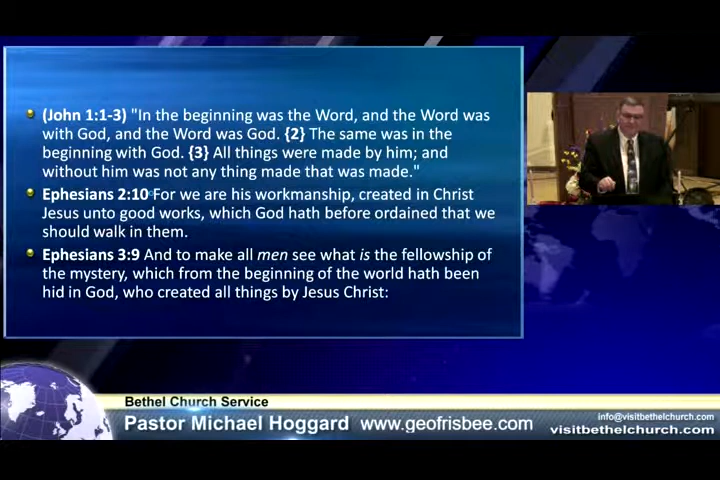 (John 1:1-3) "In the beginning was the Word, and the Word was
with God, and the Word was God. {2} The same was in the
beginning with God. {3} All things were made by him; and
without him was not any thing made that was made."
Ephesians 2:10 For we are his workmanship, created in Christ
Jesus unto good works, which God hath before ordained that we
should walk in them.
Ephesians 3:9 And to make all men see what is the fellowship of
the mystery, which from the beginning of the world hath been
hid in God, who created all things by Jesus Christ:
Bethel Church Service
Pastor Michael Hoggard www.geofrisbee.com
info@visitbethelchurch.com
visitbethelchurch.com